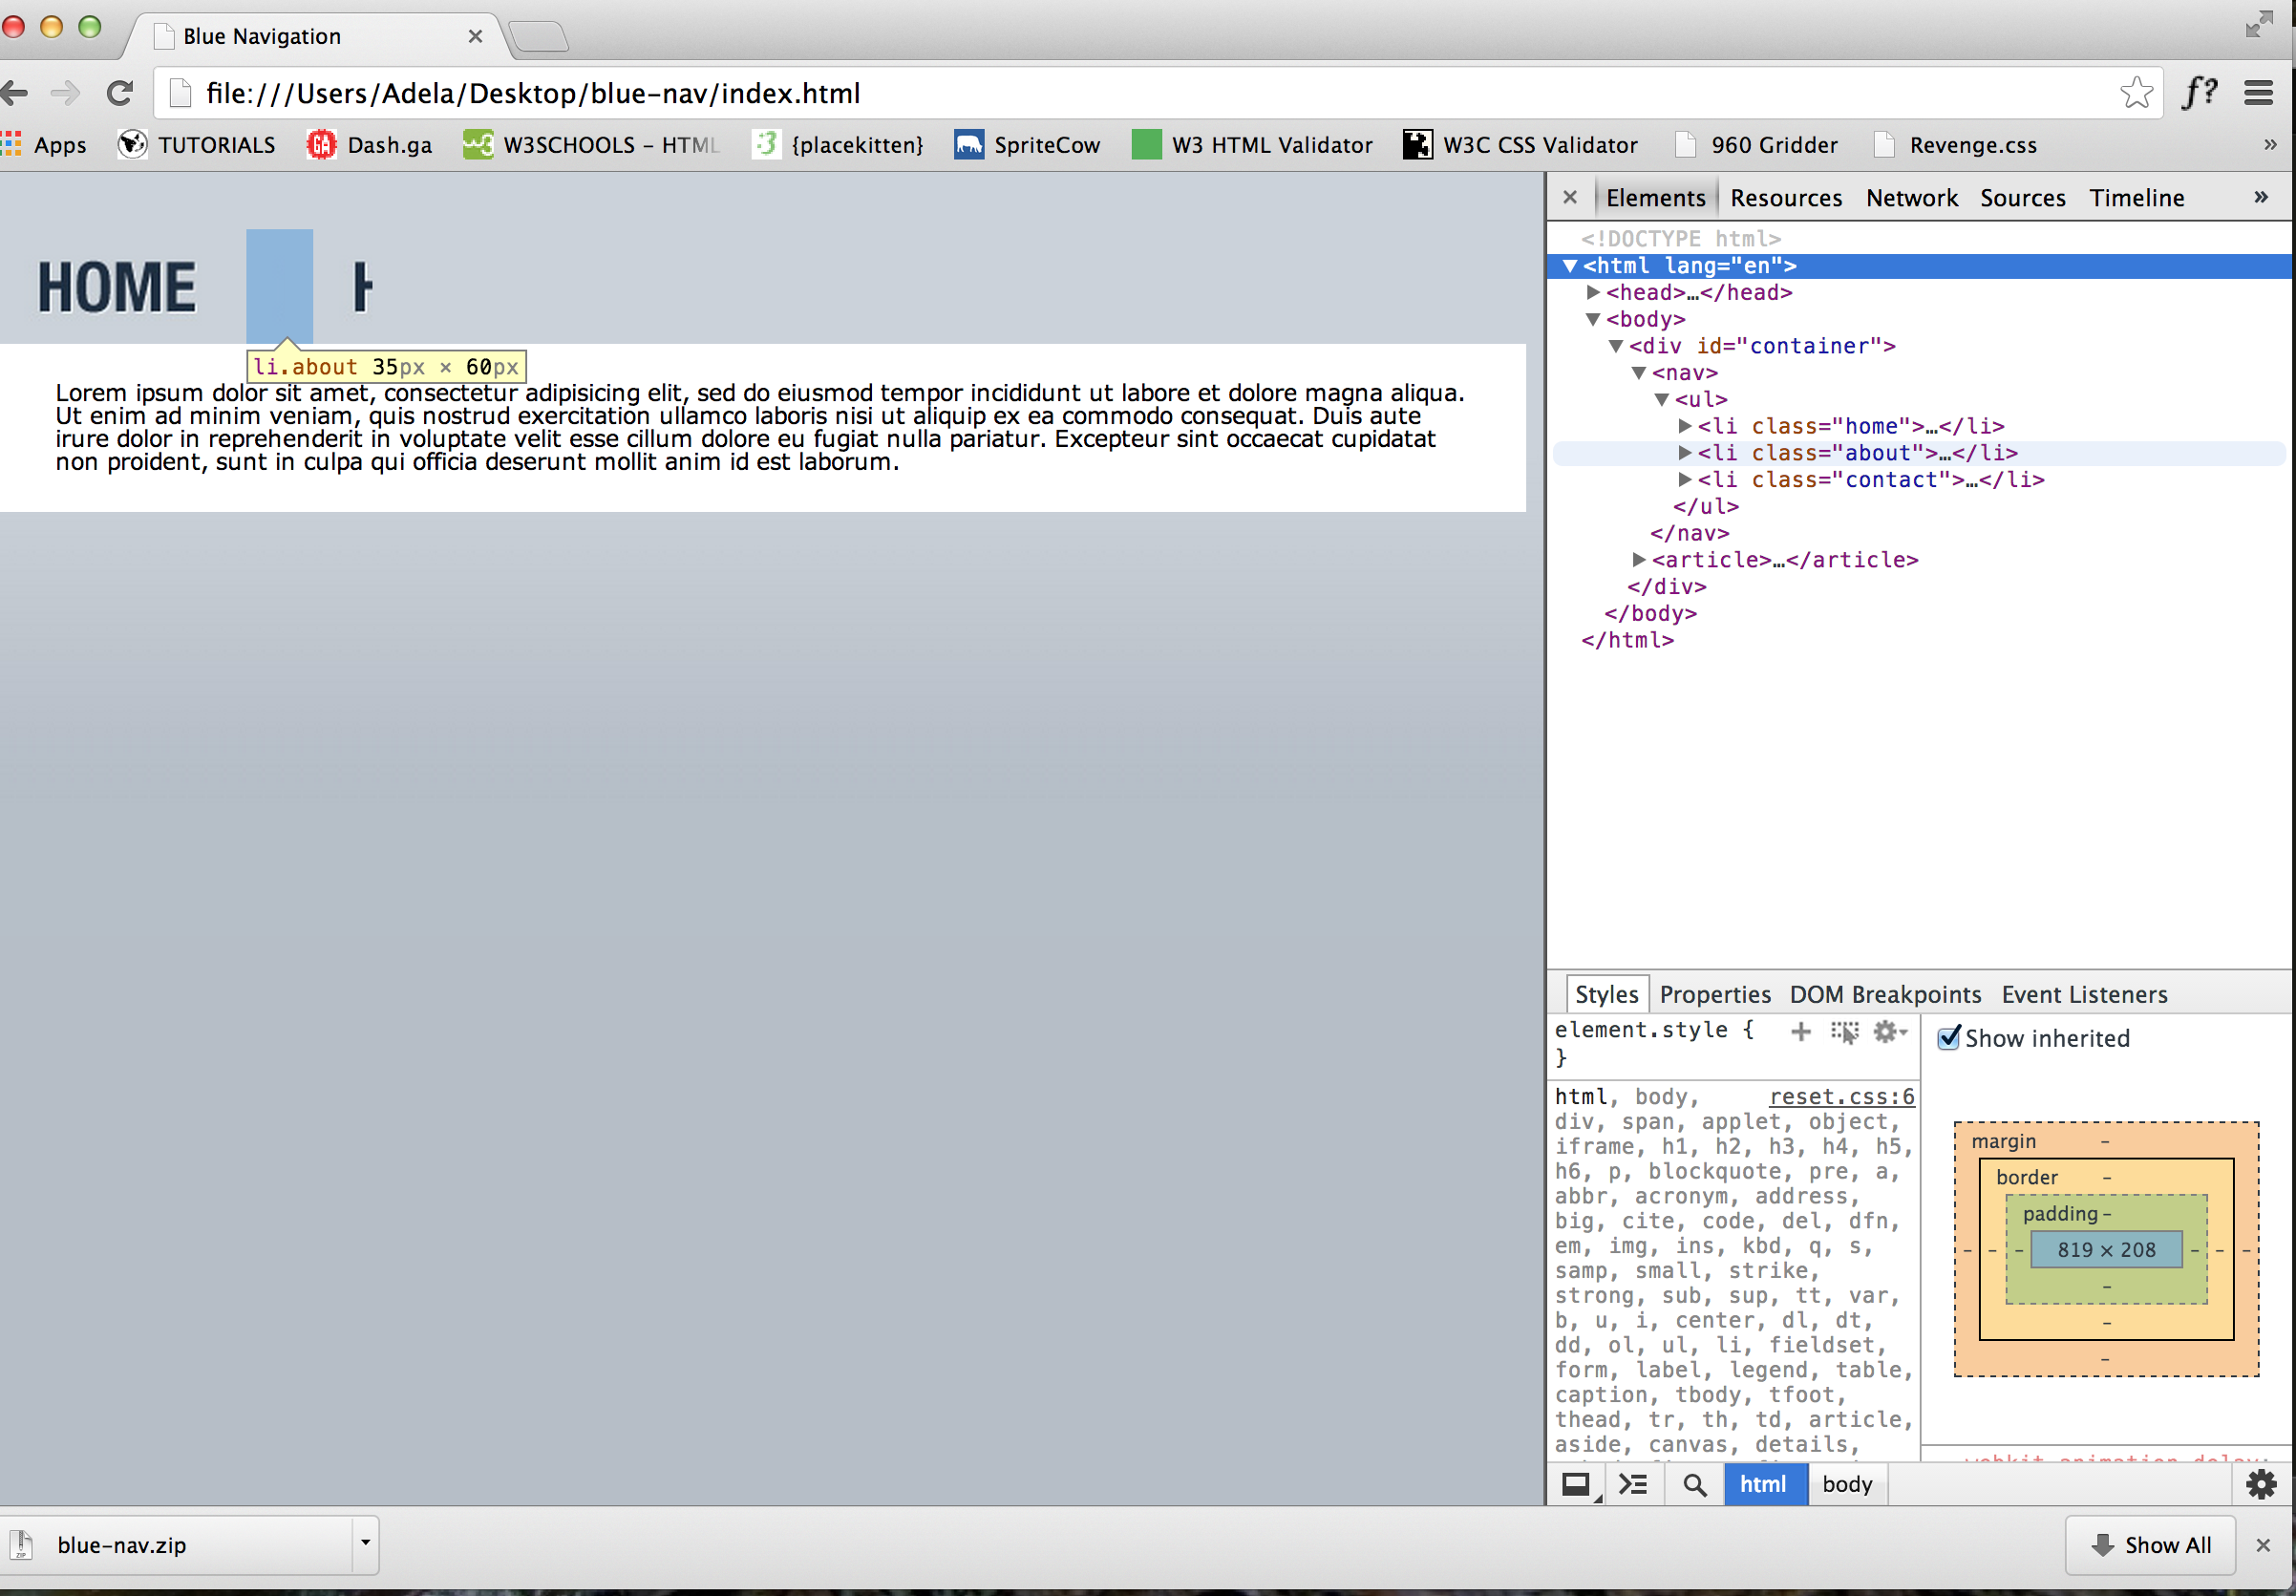 Blue Navigation
file:///Users/Adela/Desktop/blue-nav/index.html
f?
Apps TUTORIALS GA Dash.ga W3SCHOOLS – HTML {placekitten} SpriteCow W3 HTML Validator W3C CSS Validator 960 Gridder Revenge.css »
HOME
li.about 35px × 60px
Lorem ipsum dolor sit amet, consectetur adipisicing elit, sed do eiusmod tempor incididunt ut labore et dolore magna aliqua.
Ut enim ad minim veniam, quis nostrud exercitation ullamco laboris nisi ut aliquip ex ea commodo consequat. Duis aute
irure dolor in reprehenderit in voluptate velit esse cillum dolore eu fugiat nulla pariatur. Excepteur sint occaecat cupidatat
non proident, sunt in culpa qui officia deserunt mollit anim id est laborum.
× Elements Resources Network Sources Timeline »
<!DOCTYPE html>
▼<html lang="en">
▶<head>…</head>
▼<body>
▼<div id="container">
▼<nav>
▼<ul>
▶<li class="home">…</li>
▶<li class="about">…</li>
▶<li class="contact">…</li>
</ul>
</nav>
▶<article>…</article>
</div>
</body>
</html>
Styles Properties DOM Breakpoints Event Listeners
element.style {
}
html, body, reset.css:6
div, span, applet, object,
iframe, h1, h2, h3, h4, h5,
h6, p, blockquote, pre, a,
abbr, acronym, address,
big, cite, code, del, dfn,
em, img, ins, kbd, q, s,
samp, small, strike,
strong, sub, sup, tt, var,
b, u, i, center, dl, dt,
dd, ol, ul, li, fieldset,
form, label, legend, table,
caption, tbody, tfoot,
thead, tr, th, td, article,
aside, canvas, details,
Show inherited
margin –
border –
padding –
– – – 819 × 208 – – –
–
–
–
html body
ZIP blue-nav.zip
Show All ×